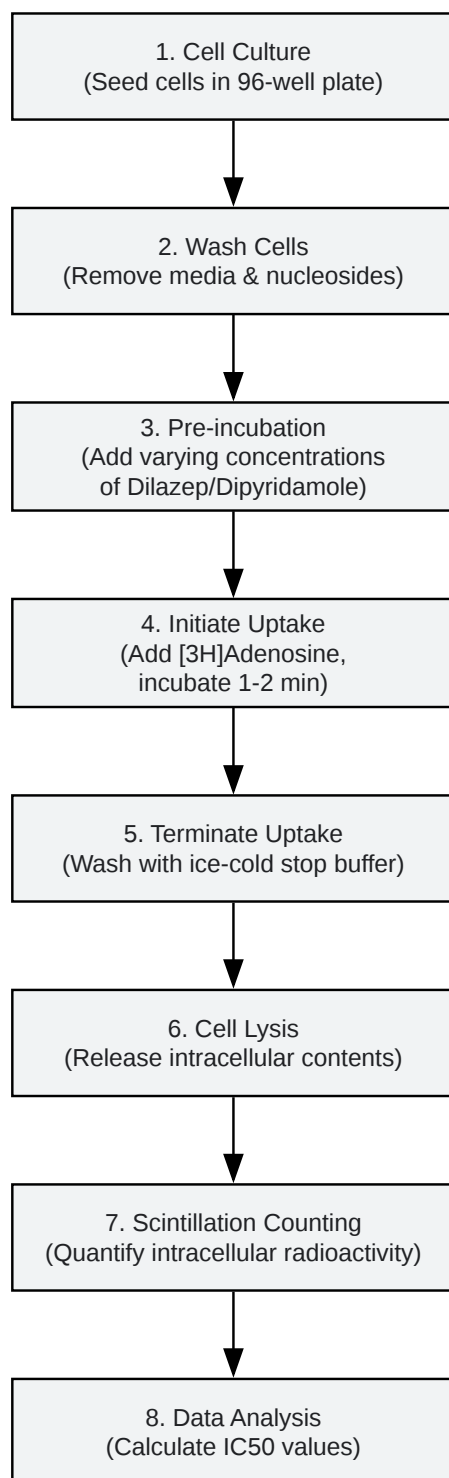 1. Cell Culture
(Seed cells in 96-well plate)
2. Wash Cells
(Remove media & nucleosides)
3. Pre-incubation
(Add varying concentrations
of Dilazep/Dipyridamole)
4. Initiate Uptake
(Add [3H]Adenosine,
incubate 1-2 min)
5. Terminate Uptake
(Wash with ice-cold stop buffer)
6. Cell Lysis
(Release intracellular contents)
7. Scintillation Counting
(Quantify intracellular radioactivity)
8. Data Analysis
(Calculate IC50 values)